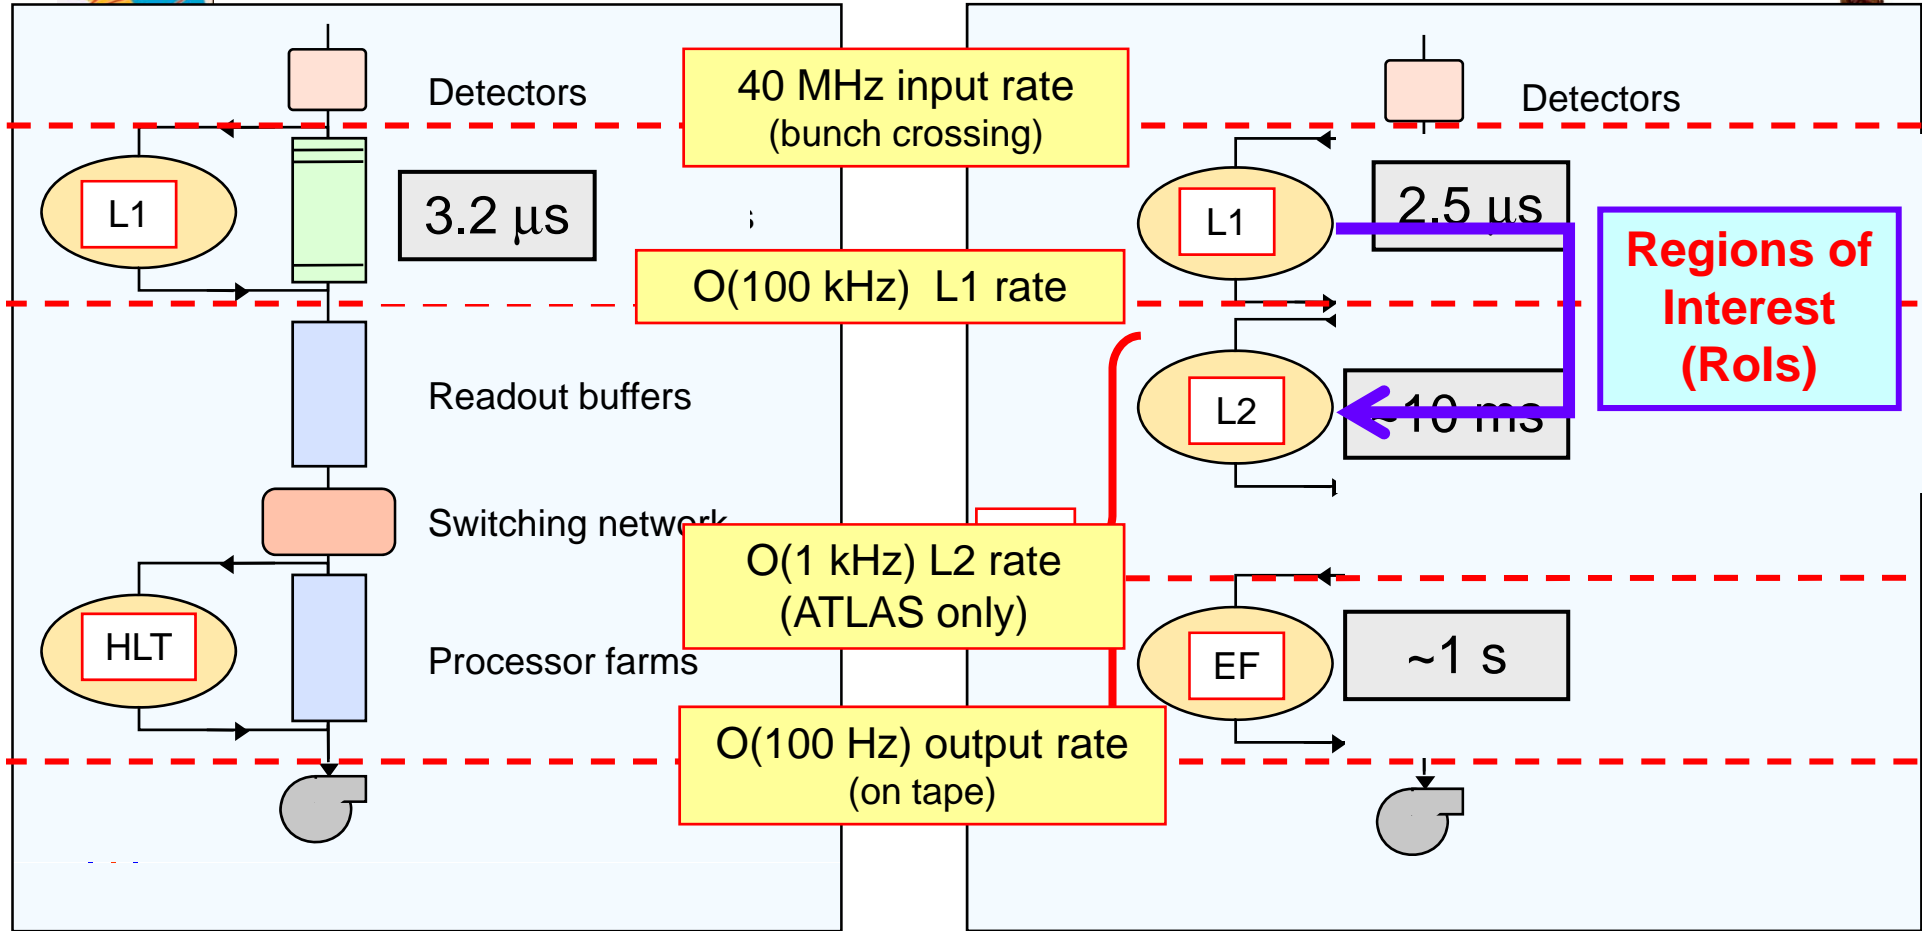 Detectors
L1
3.2 μs
Readout buffers
Switching network
HLT
Processor farms
40 MHz input rate
(bunch crossing)
O(100 kHz) L1 rate
O(1 kHz) L2 rate
(ATLAS only)
O(100 Hz) output rate
(on tape)
Detectors
L1
2.5 μs
Regions of
Interest
(RoIs)
L2
~10 ms
EF
~1 s